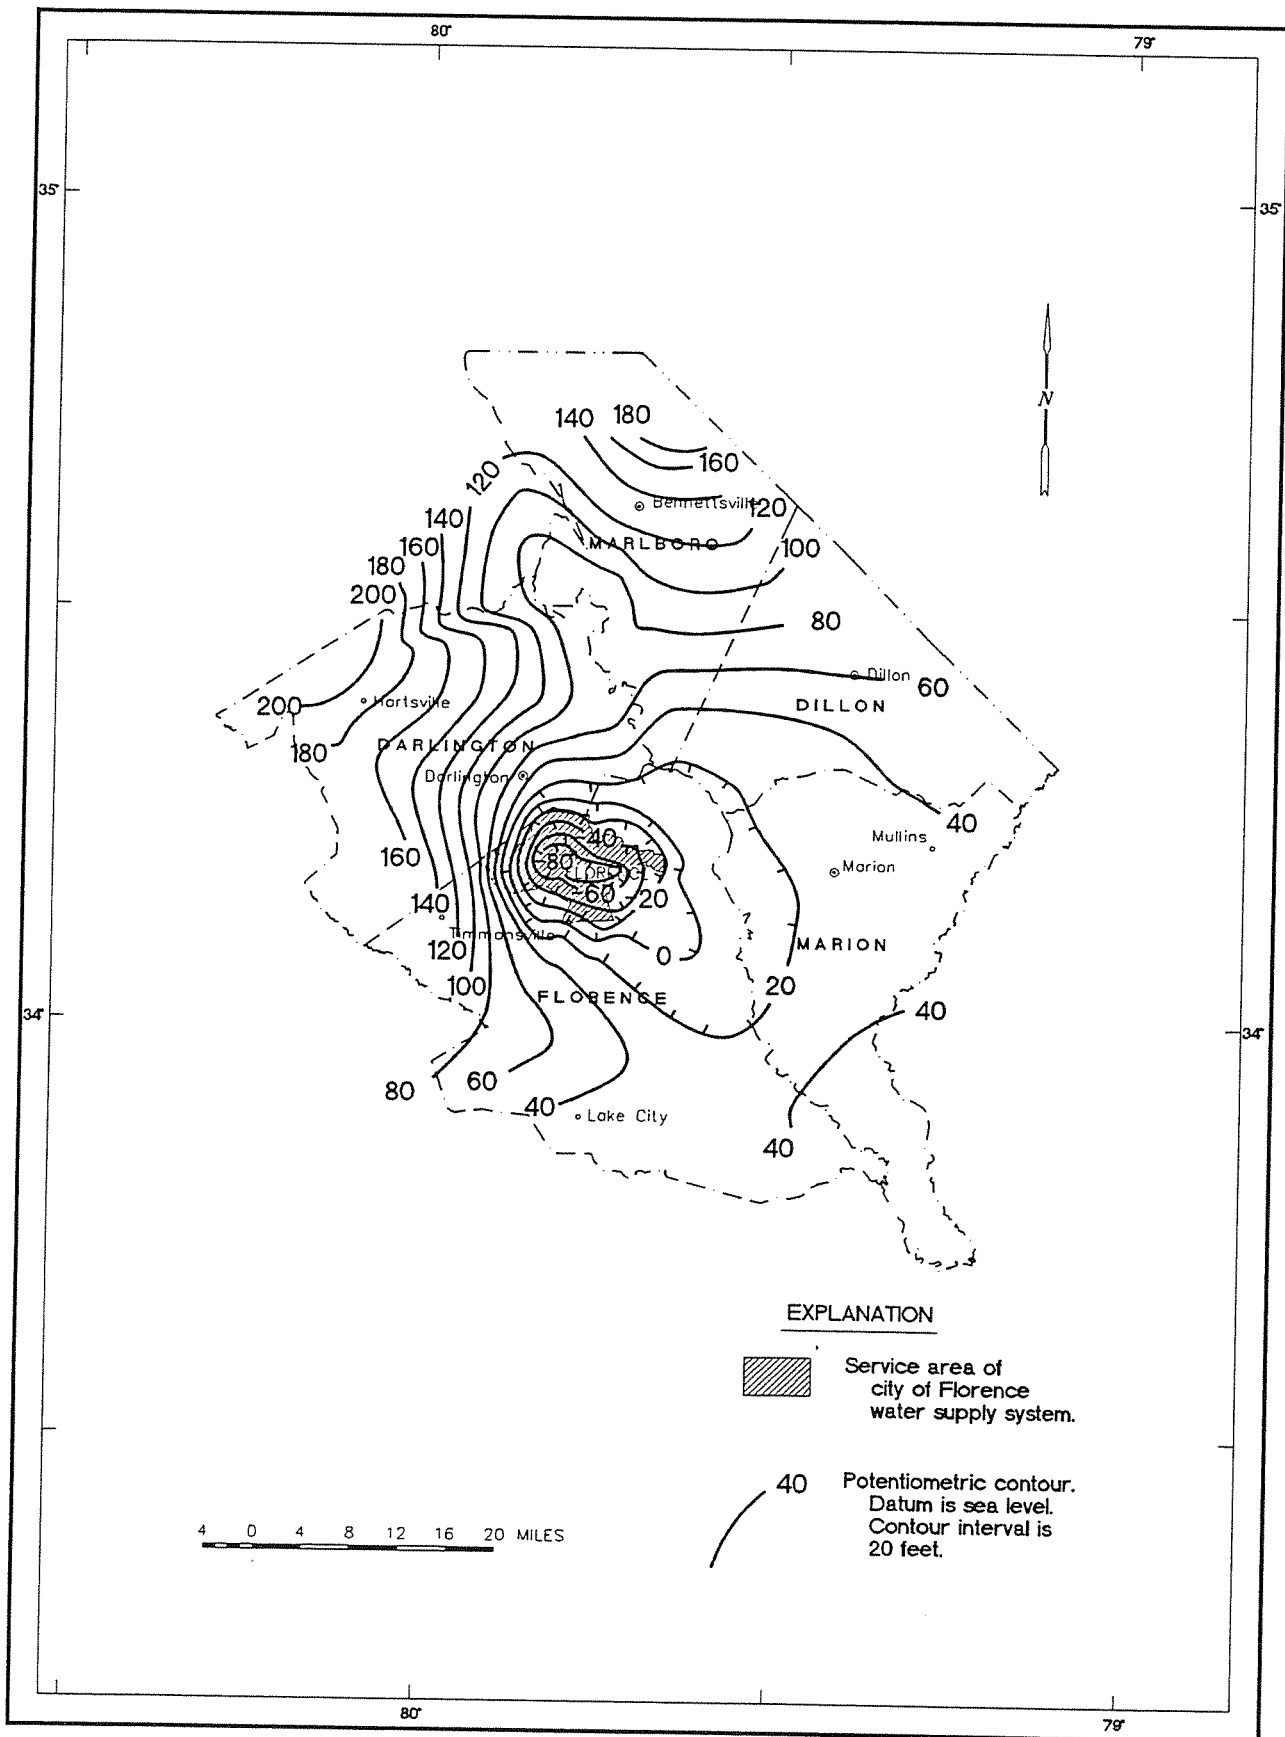 80°
79°
35°
35°
N
140 180
160
120
Bennettsville
120
140
MARLBORO
100
160
180
200
80
Dillon
60
200
Hartsville
DILLON
180
DARLINGTON
Darlington
40
Mullins
-40
160
-80
Marion
FLORENCE
-60
-20
140
Timmonsville
120
0
MARION
100
20
FLORENCE
40
34°
34°
80
60
40
Lake City
40
EXPLANATION
Service area of
city of Florence
water supply system.
40
Potentiometric contour.
Datum is sea level.
Contour interval is
20 feet.
4 0 4 8 12 16 20 MILES
80°
79°